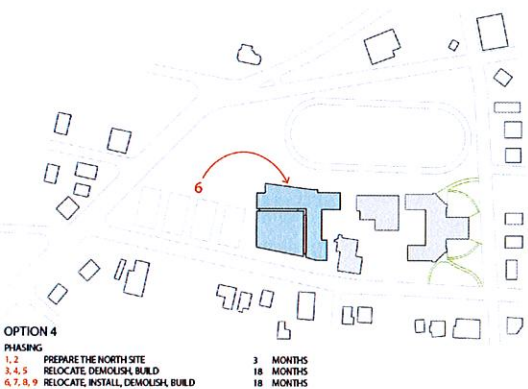 6
OPTION 4
PHASING
1, 2 PREPARE THE NORTH SITE 3 MONTHS
3, 4, 5 RELOCATE, DEMOLISH, BUILD 18 MONTHS
6, 7, 8, 9 RELOCATE, INSTALL, DEMOLISH, BUILD 18 MONTHS